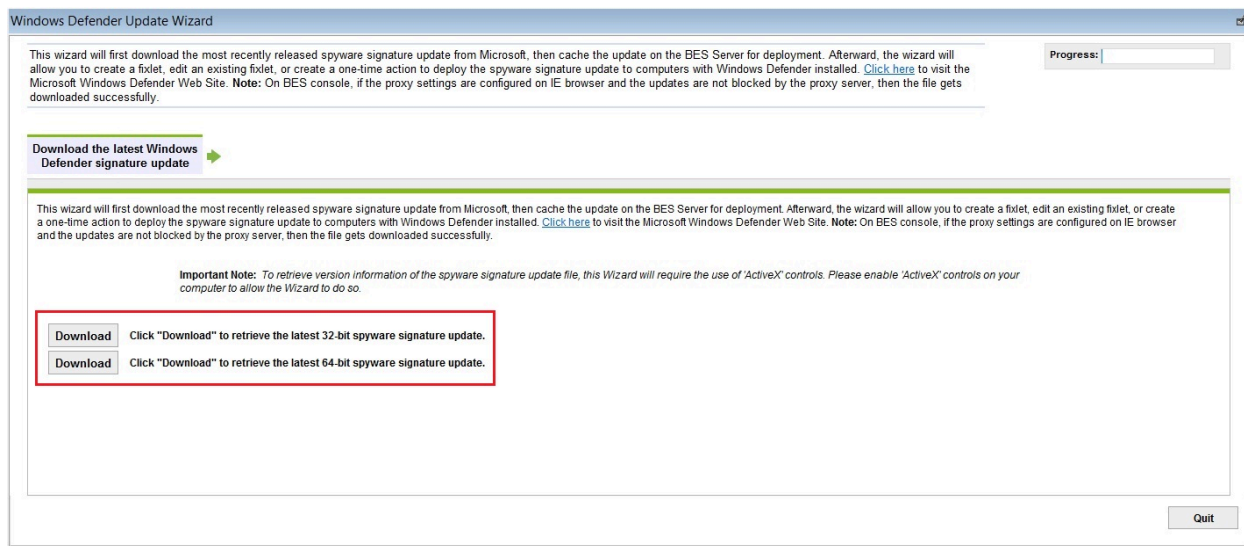 Windows Defender Update Wizard
This wizard will first download the most recently released spyware signature update from Microsoft, then cache the update on the BES Server for deployment. Afterward, the wizard will
allow you to create a fixlet, edit an existing fixlet, or create a one-time action to deploy the spyware signature update to computers with Windows Defender installed. Click here to visit the
Microsoft Windows Defender Web Site. Note: On BES console, if the proxy settings are configured on IE browser and the updates are not blocked by the proxy server, then the file gets
downloaded successfully.
Progress:
Download the latest Windows
Defender signature update
This wizard will first download the most recently released spyware signature update from Microsoft, then cache the update on the BES Server for deployment. Afterward, the wizard will allow you to create a fixlet, edit an existing fixlet, or create
a one-time action to deploy the spyware signature update to computers with Windows Defender installed. Click here to visit the Microsoft Windows Defender Web Site. Note: On BES console, if the proxy settings are configured on IE browser
and the updates are not blocked by the proxy server, then the file gets downloaded successfully.
Important Note: To retrieve version information of the spyware signature update file, this Wizard will require the use of 'ActiveX' controls. Please enable 'ActiveX' controls on your
computer to allow the Wizard to do so.
Download Click "Download" to retrieve the latest 32-bit spyware signature update.
Download Click "Download" to retrieve the latest 64-bit spyware signature update.
Quit